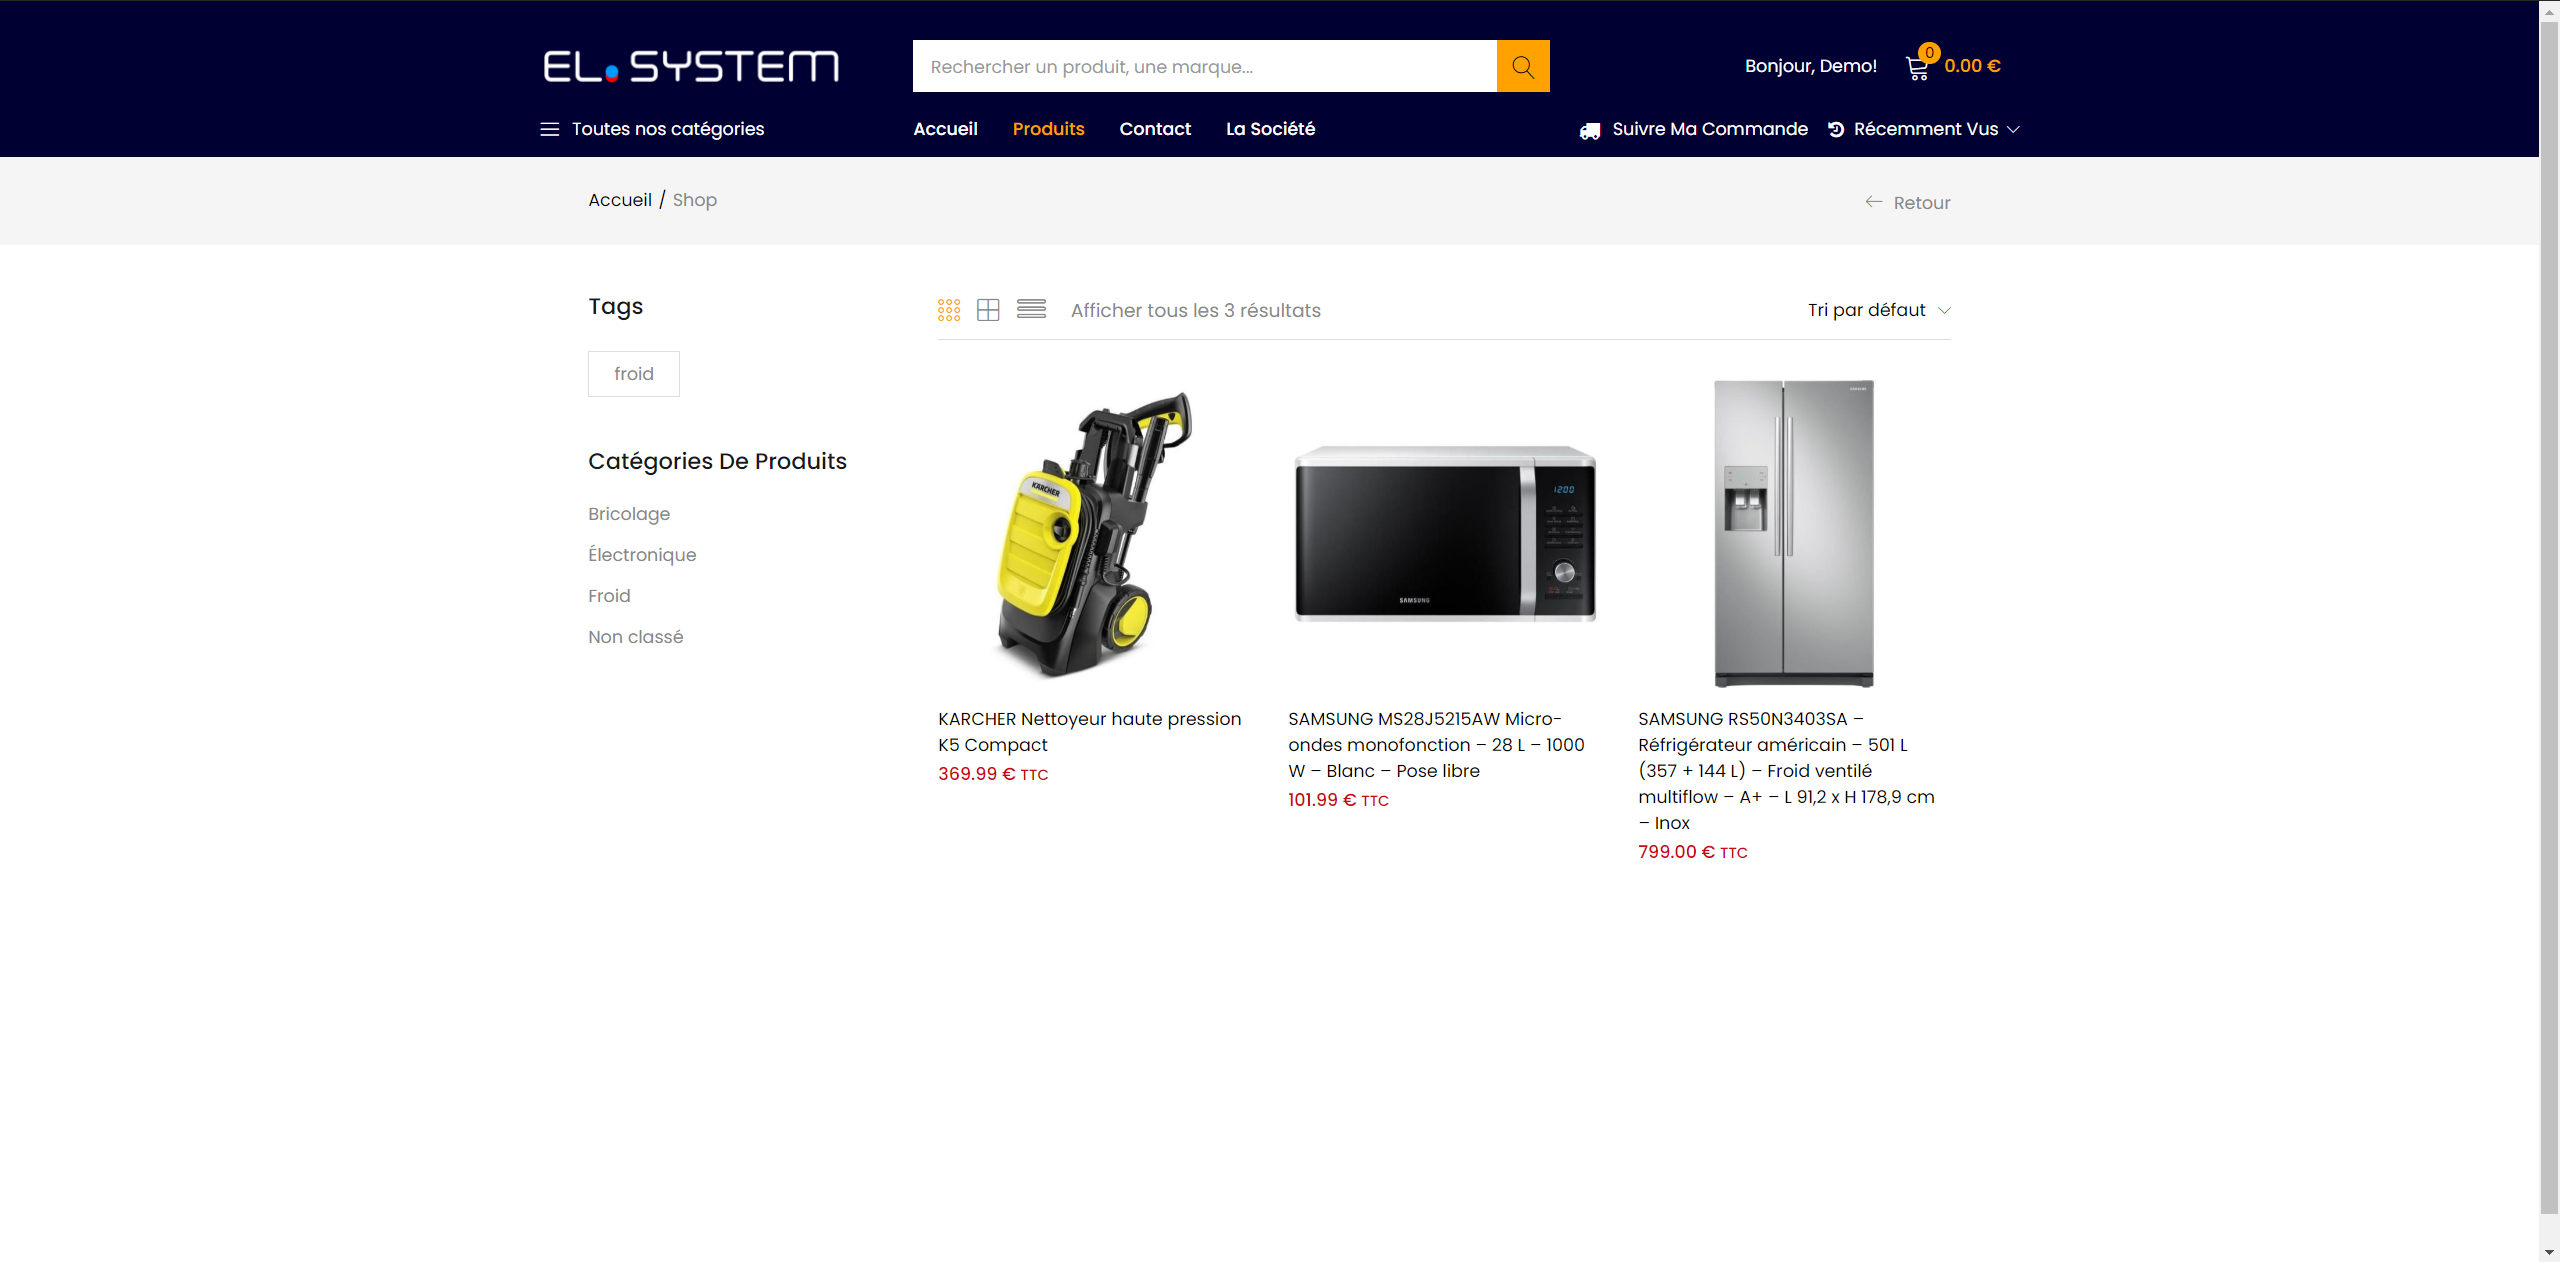 EL.SYSTEM
Rechercher un produit, une marque...
Bonjour, Demo!
0
0.00 €
Toutes nos catégories
Accueil
Produits
Contact
La Société
Suivre Ma Commande
Récemment Vus
Accueil / Shop
Retour
Tags
froid
Catégories De Produits
Bricolage
Électronique
Froid
Non classé
Afficher tous les 3 résultats
Tri par défaut
KÄRCHER
KARCHER Nettoyeur haute pression
K5 Compact
369.99 € TTC
1200
SAMSUNG
SAMSUNG MS28J5215AW Micro-
ondes monofonction – 28 L – 1000
W – Blanc – Pose libre
101.99 € TTC
SAMSUNG
SAMSUNG RS50N3403SA –
Réfrigérateur américain – 501 L
(357 + 144 L) – Froid ventilé
multiflow – A+ – L 91,2 x H 178,9 cm
– Inox
799.00 € TTC